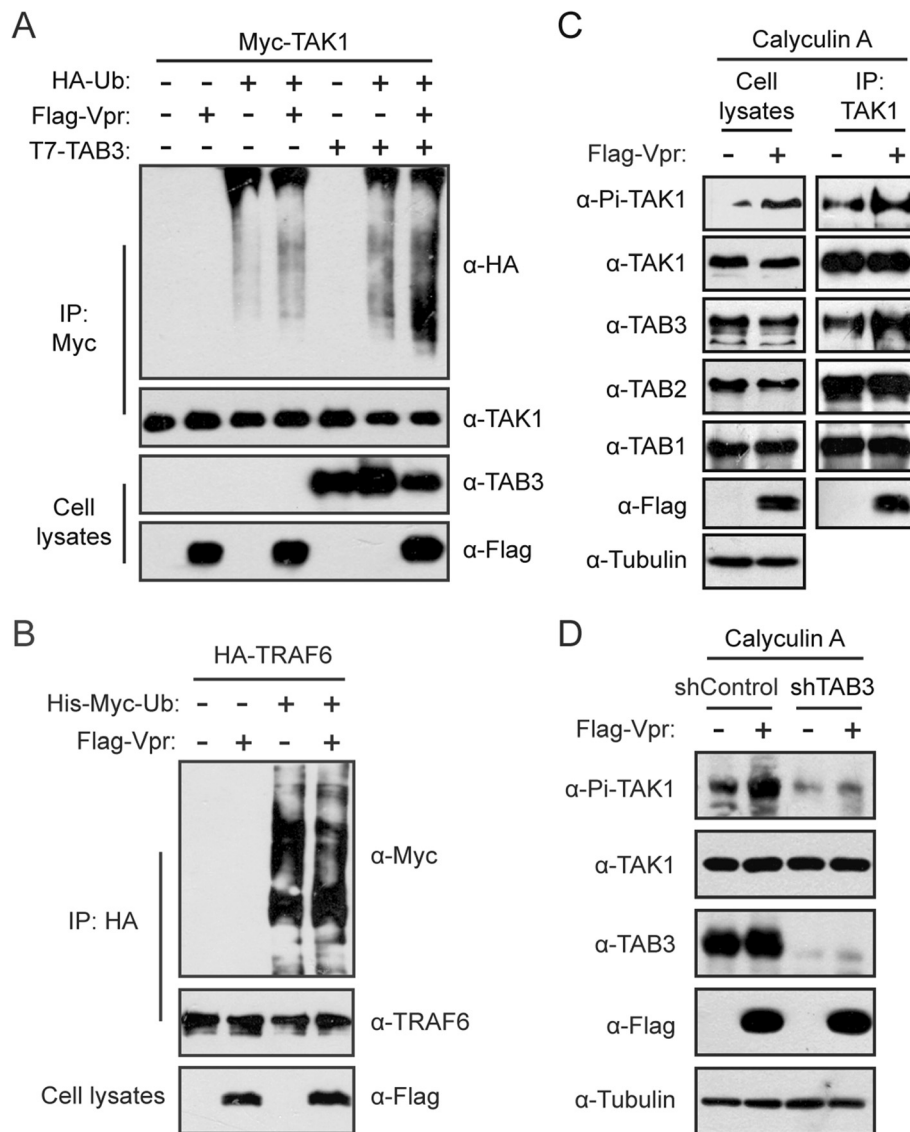 A
Myc-TAK1
HA-Ub: - - + + - + +
Flag-Vpr: - + - + - - +
T7-TAB3: - - - - + + +
α-HA
IP:
Myc
α-TAK1
α-TAB3
Cell
lysates
α-Flag
B
HA-TRAF6
His-Myc-Ub: - - + +
Flag-Vpr: - + - +
α-Myc
IP: HA
α-TRAF6
Cell lysates
α-Flag
C
Calyculin A
Cell
lysates
IP:
TAK1
Flag-Vpr: - + - +
α-Pi-TAK1
α-TAK1
α-TAB3
α-TAB2
α-TAB1
α-Flag
α-Tubulin
D
Calyculin A
shControl shTAB3
Flag-Vpr: - + - +
α-Pi-TAK1
α-TAK1
α-TAB3
α-Flag
α-Tubulin